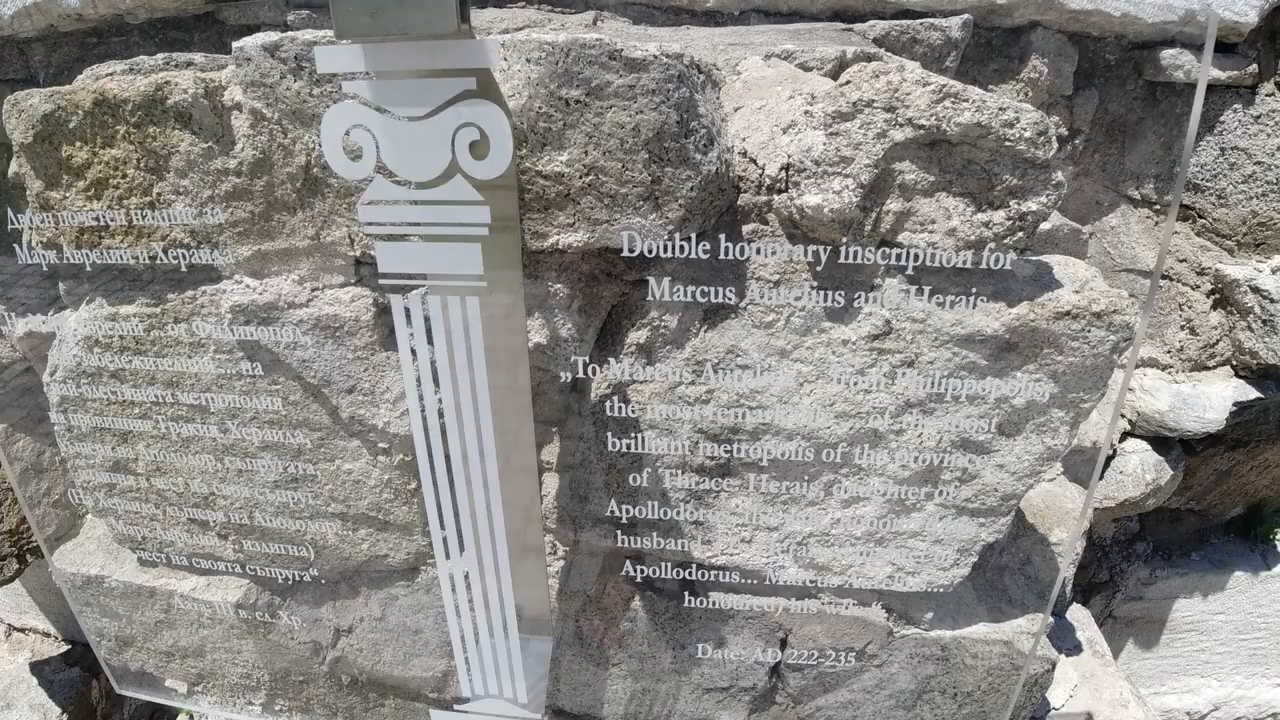 Двоен почетен надпис за
Марк Аврелий и Хераида
Аврелий ... от Филипопол,
забележителния ... на
най-блестящата метрополия
на провинция Тракия, Хераида,
на Аполодор, съпругата
в чест на своя съпруг.
(На Хераида, дъщеря на Аполодор,
Марк Аврелий... издигна)
чест на своята съпруга“.
III в. сл. Хр.
Double honorary inscription for
Marcus Aurelius and Herais
„To Marcus Aurelius from Philippopolis,
the most of the most
brilliant metropolis of the province
of Thrace. Herais, daughter of
Apollodorus,
husband
Apollodorus... Marcus Aurelius...
honoured) his wife
Date: AD 222-235